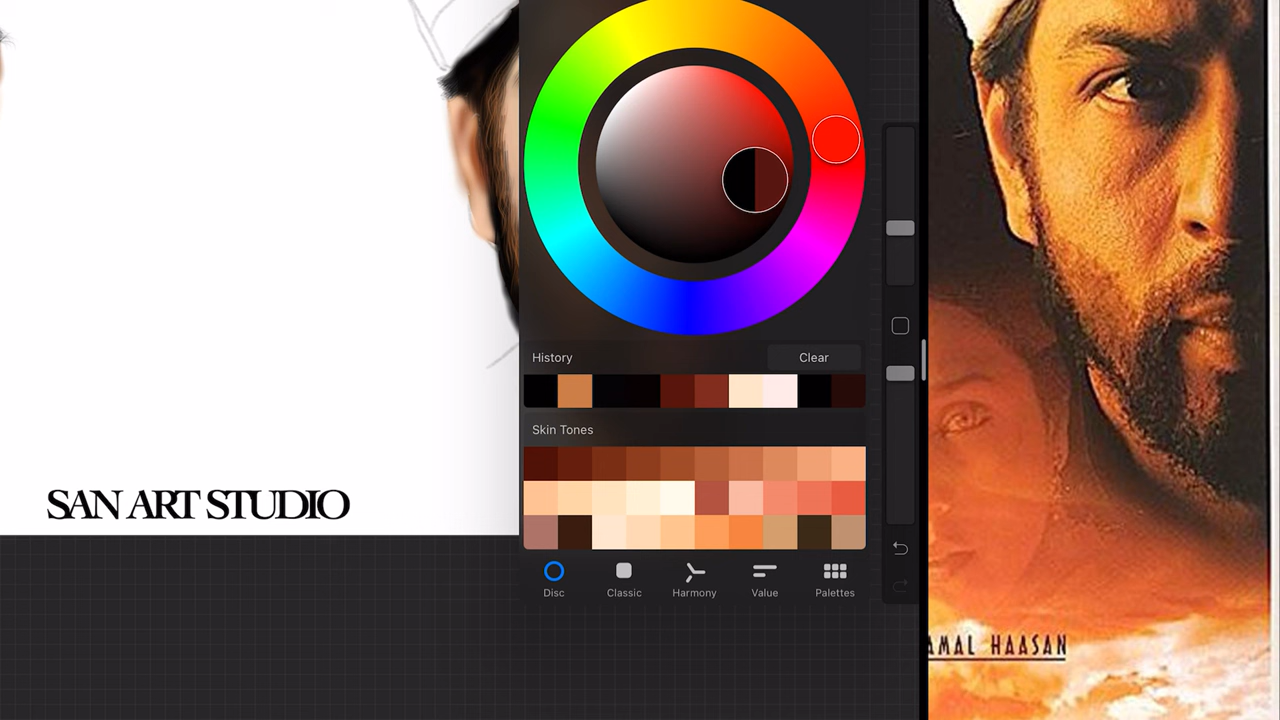 History
Clear
Skin Tones
SAN ART STUDIO
Disc
Classic
Harmony
Value
Palettes
AMAL HAASAN